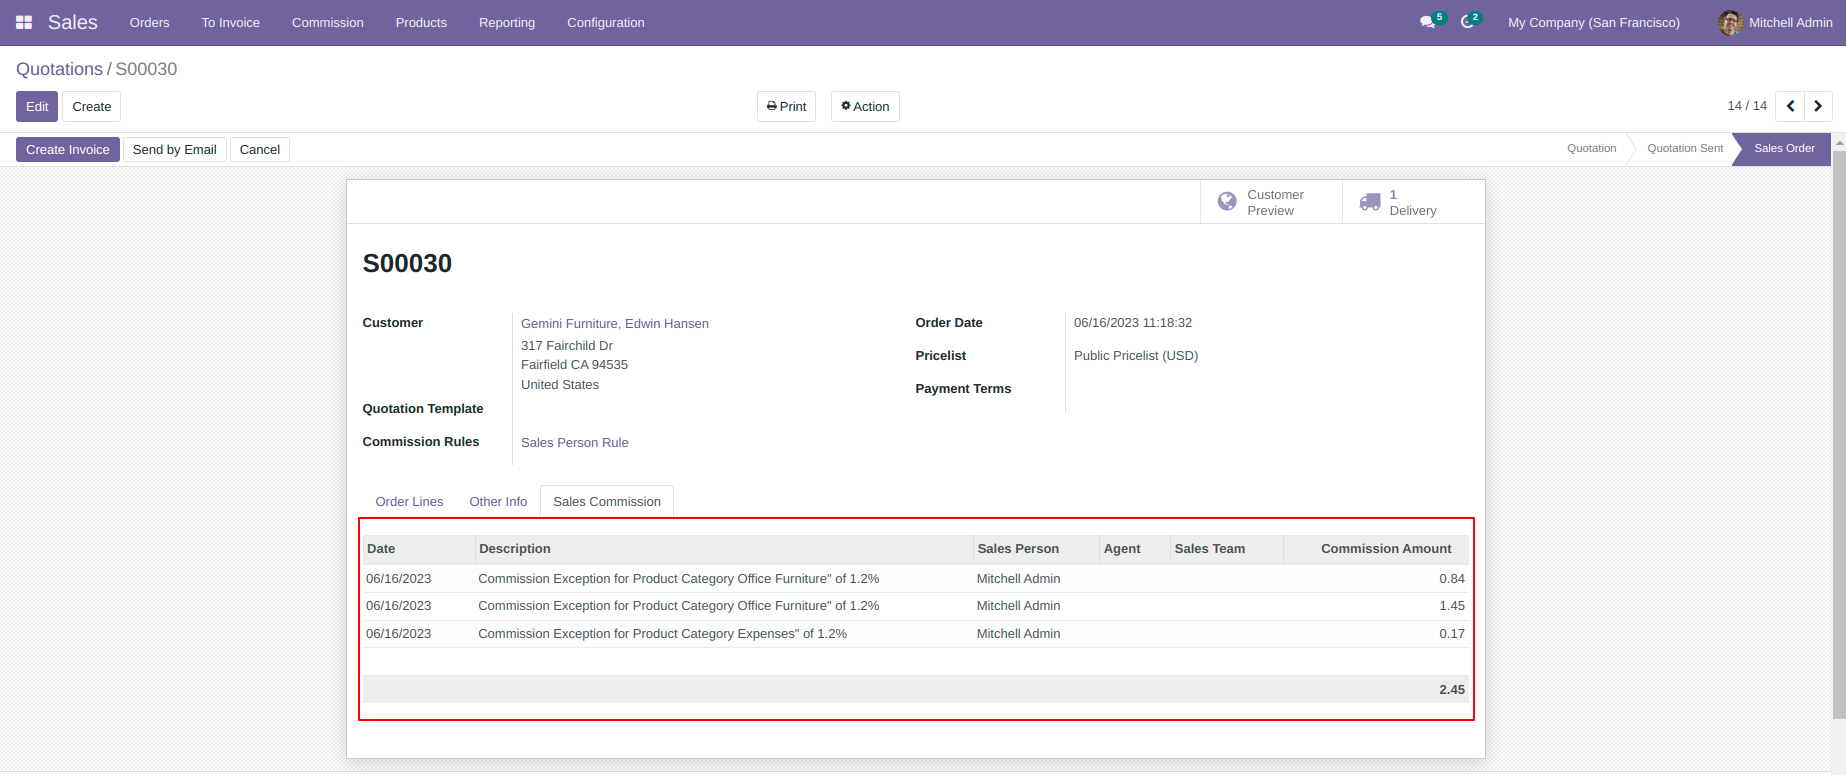 Sales Orders To Invoice Commission Products Reporting Configuration 5 2 My Company (San Francisco) Mitchell Admin
Quotations / S00030
Edit Create Print Action 14 / 14
Create Invoice Send by Email Cancel Quotation Quotation Sent Sales Order
Customer
Preview
1
Delivery
S00030
Customer Gemini Furniture, Edwin Hansen
317 Fairchild Dr
Fairfield CA 94535
United States
Quotation Template
Commission Rules Sales Person Rule
Order Date 06/16/2023 11:18:32
Pricelist Public Pricelist (USD)
Payment Terms
Order Lines Other Info Sales Commission
Date Description Sales Person Agent Sales Team Commission Amount
06/16/2023 Commission Exception for Product Category Office Furniture" of 1.2% Mitchell Admin 0.84
06/16/2023 Commission Exception for Product Category Office Furniture" of 1.2% Mitchell Admin 1.45
06/16/2023 Commission Exception for Product Category Expenses" of 1.2% Mitchell Admin 0.17
2.45